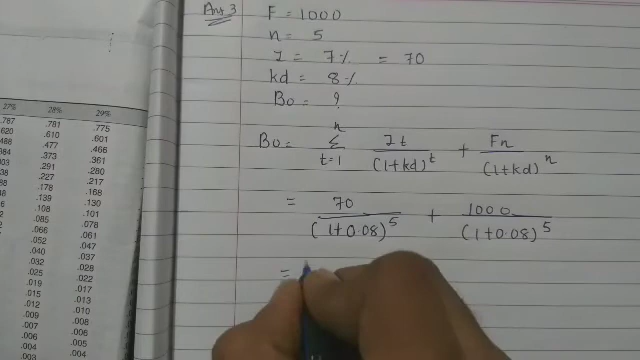 Ans 3 F = 1000
n = 5
I = 7% = 70
kd = 8%
B0 = ?
B0 = n Σ t=1 It / (1+kd)^t + Fn / (1+kd)^n
= 70 / (1+0.08)^5 + 1000 / (1+0.08)^5
=
27% 28% 29%
.787 .781 .775
.620 .610 .601
.488 .477 .466
.373 .361
.291 .280
.227 .217
.178 .168
.139 .130
.108 .101
.085 .078
.066 .061
.052 .047
.040 .037
.032 .028
.025 .022
.019 .017
.015 .013
.012 .010
.009 .008
.007 .006
.006 .005
.004 .004